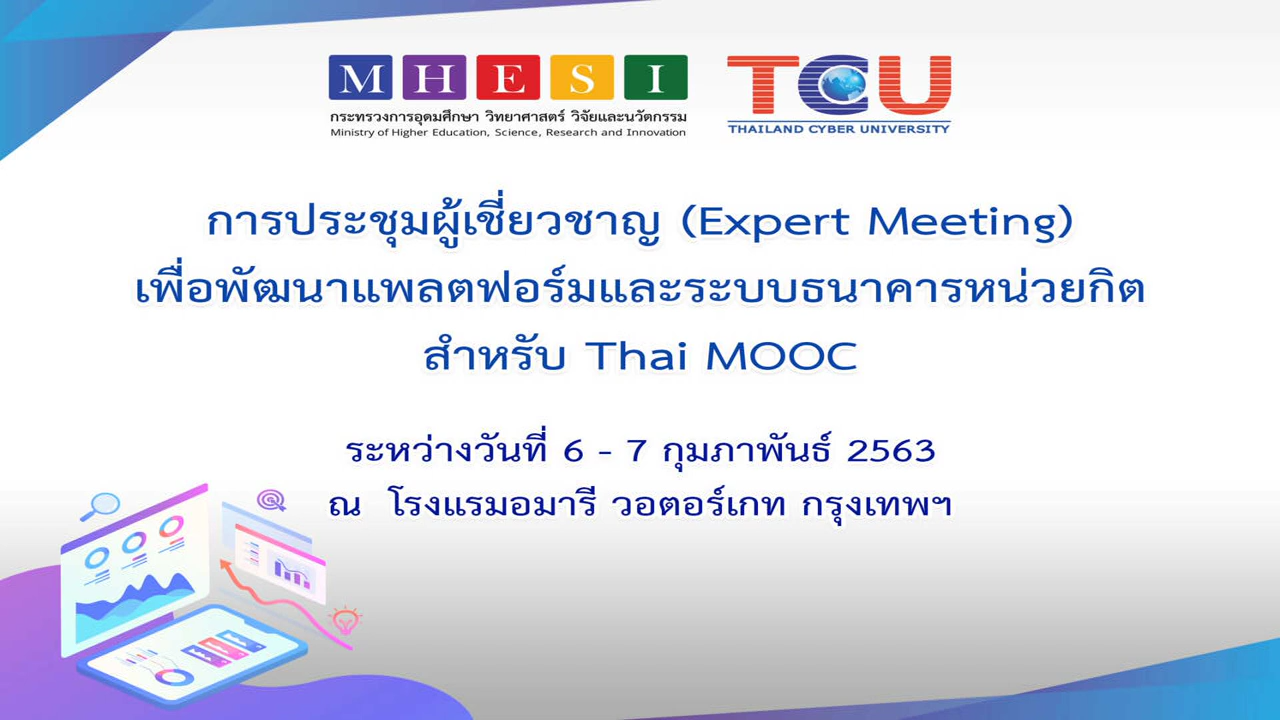 MHESI
กระทรวงการอุดมศึกษา วิทยาศาสตร์ วิจัยและนวัตกรรม
Ministry of Higher Education, Science, Research and Innovation
TCU
THAILAND CYBER UNIVERSITY
การประชุมผู้เชี่ยวชาญ (Expert Meeting)
เพื่อพัฒนาแพลตฟอร์มและระบบธนาคารหน่วยกิต
สำหรับ Thai MOOC
ระหว่างวันที่ 6 - 7 กุมภาพันธ์ 2563
ณ โรงแรมอมารี วอตอร์เกท กรุงเทพฯ